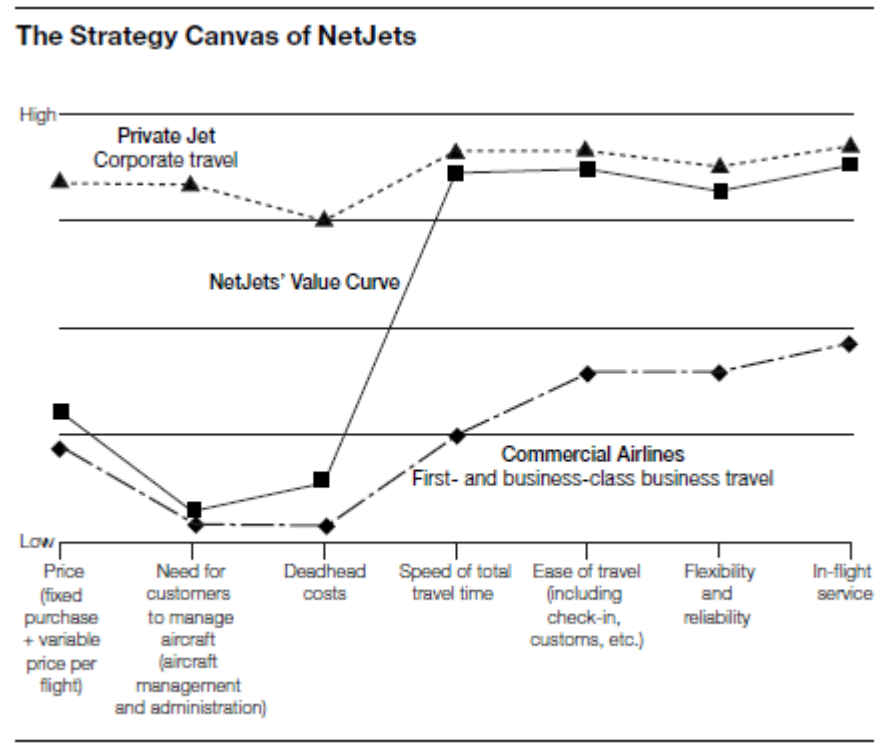 The Strategy Canvas of NetJets
High
Private Jet
Corporate travel
NetJets' Value Curve
Commercial Airlines
First- and business-class business travel
Low
Price
(fixed
purchase
+ variable
price per
flight)
Need for
customers
to manage
aircraft
(aircraft
management
and administration)
Deadhead
costs
Speed of total
travel time
Ease of travel
(including
check-in,
customs, etc.)
Flexibility
and
reliability
In-flight
service